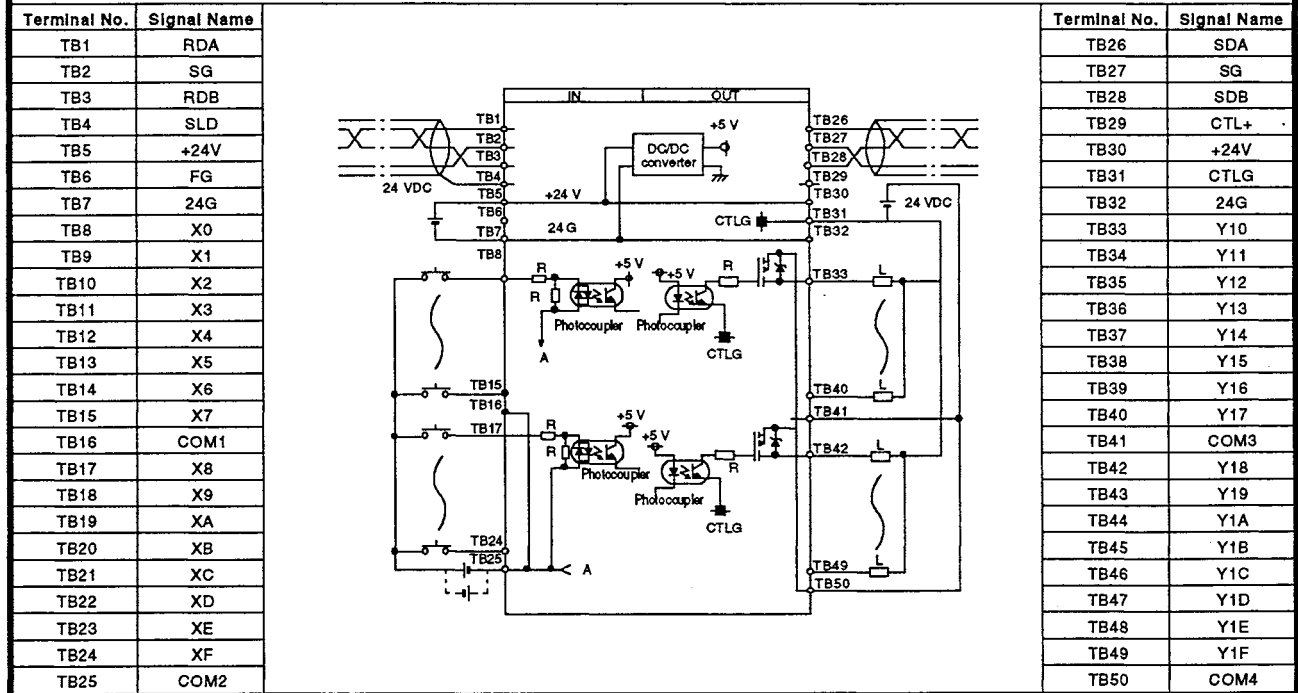 Terminal No. Signal Name
TB1 RDA
TB2 SG
TB3 RDB
TB4 SLD
TB5 +24V
TB6 FG
TB7 24G
TB8 X0
TB9 X1
TB10 X2
TB11 X3
TB12 X4
TB13 X5
TB14 X6
TB15 X7
TB16 COM1
TB17 X8
TB18 X9
TB19 XA
TB20 XB
TB21 XC
TB22 XD
TB23 XE
TB24 XF
TB25 COM2
IN OUT
TB1
TB2
TB3
TB4
TB5
TB6
TB7
TB8
24 VDC
+24 V
24 G
DC/DC
converter
+5 V
CTLG
TB26
TB27
TB28
TB29
TB30
TB31
TB32
24 VDC
R
R
+5 V
Photocoupler
A
+5 V
R
Photocoupler
CTLG
TB33
L
TB15
TB16
TB17
TB40
L
TB41
R
R
+5 V
Photocoupler
+5 V
R
Photocoupler
CTLG
TB42
L
TB24
TB25
A
TB49
L
TB50
Terminal No. Signal Name
TB26 SDA
TB27 SG
TB28 SDB
TB29 CTL+
TB30 +24V
TB31 CTLG
TB32 24G
TB33 Y10
TB34 Y11
TB35 Y12
TB36 Y13
TB37 Y14
TB38 Y15
TB39 Y16
TB40 Y17
TB41 COM3
TB42 Y18
TB43 Y19
TB44 Y1A
TB45 Y1B
TB46 Y1C
TB47 Y1D
TB48 Y1E
TB49 Y1F
TB50 COM4